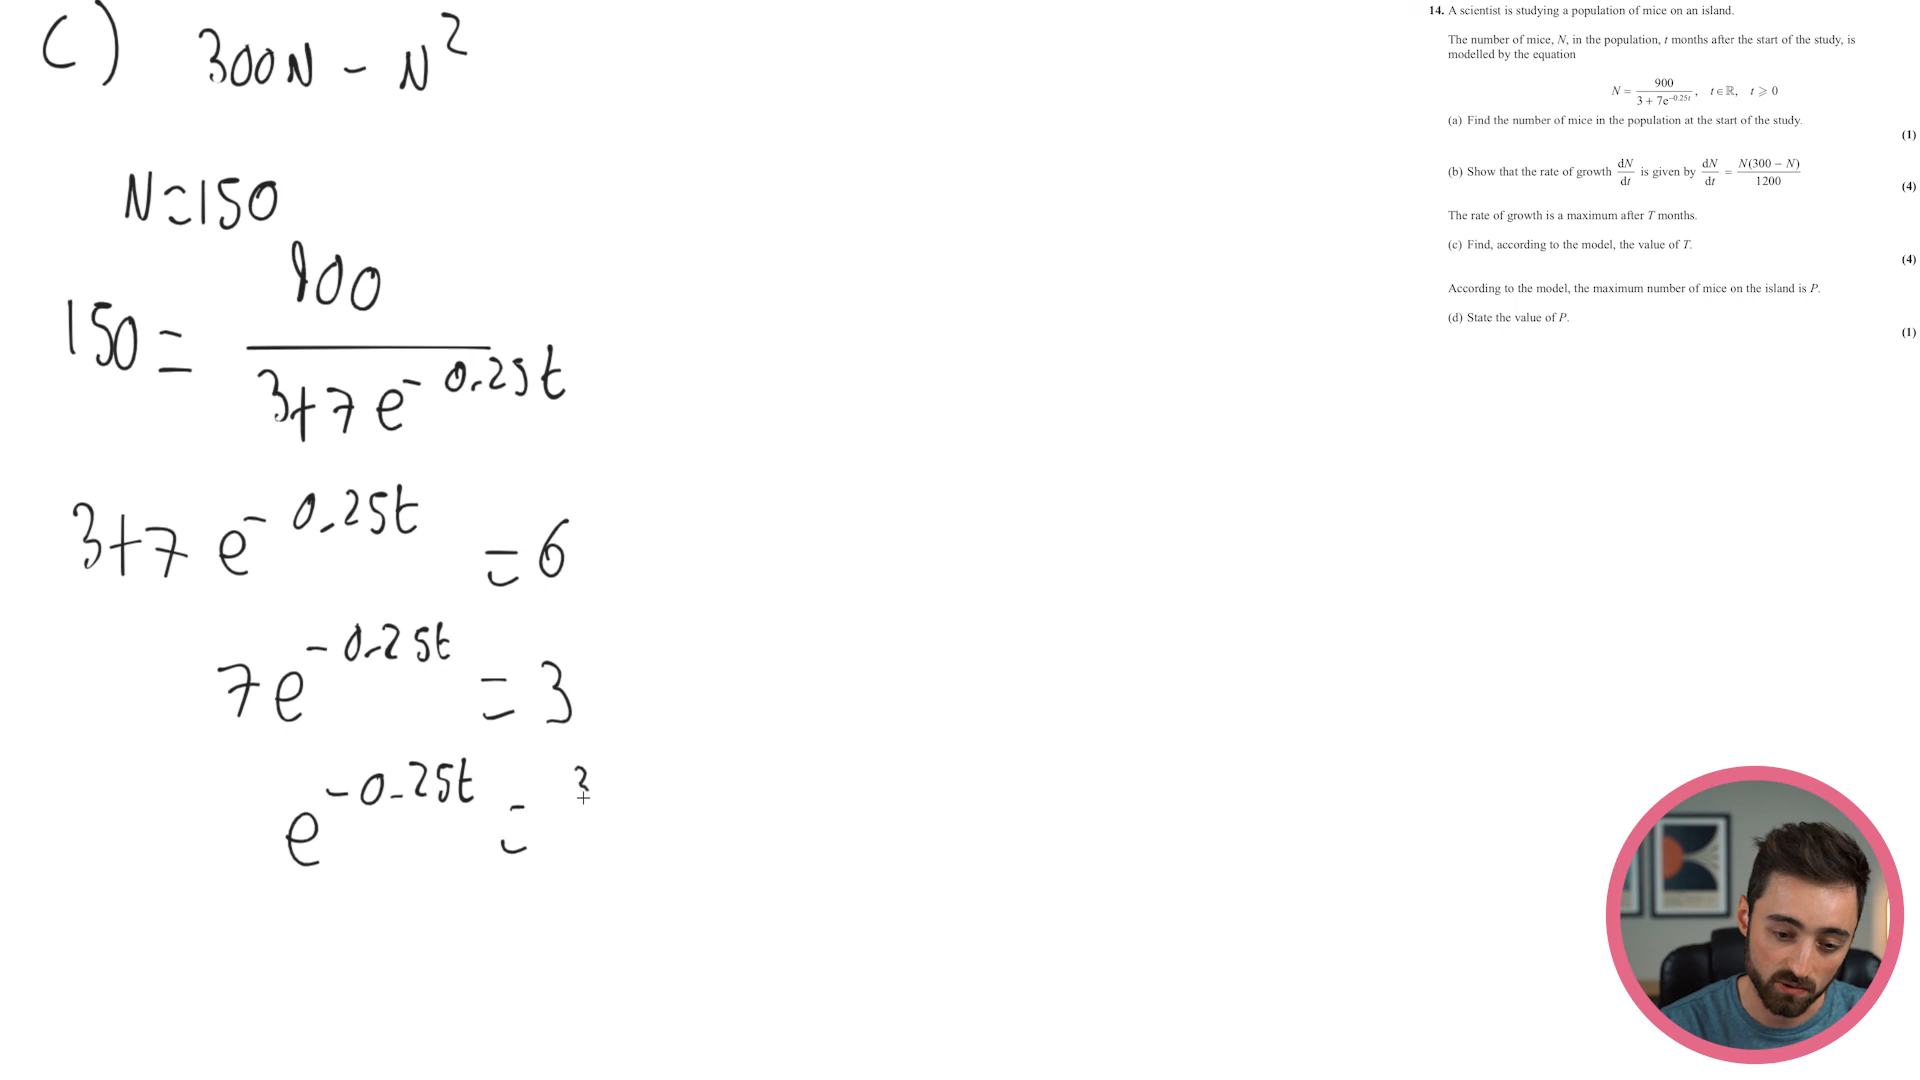 C) 300N - N²
N=150
150 = 900 / 3+7e^-0.25t
3+7e^-0.25t = 6
7e^-0.25t = 3
e^-0.25t = 3
14. A scientist is studying a population of mice on an island.
The number of mice, N, in the population, t months after the start of the study, is
modelled by the equation
N = 900 / 3 + 7e^-0.25t , t ∈ ℝ, t ⩾ 0
(a) Find the number of mice in the population at the start of the study.
(1)
(b) Show that the rate of growth dN/dt is given by dN/dt = N(300 − N)/1200
(4)
The rate of growth is a maximum after T months.
(c) Find, according to the model, the value of T.
(4)
According to the model, the maximum number of mice on the island is P.
(d) State the value of P.
(1)